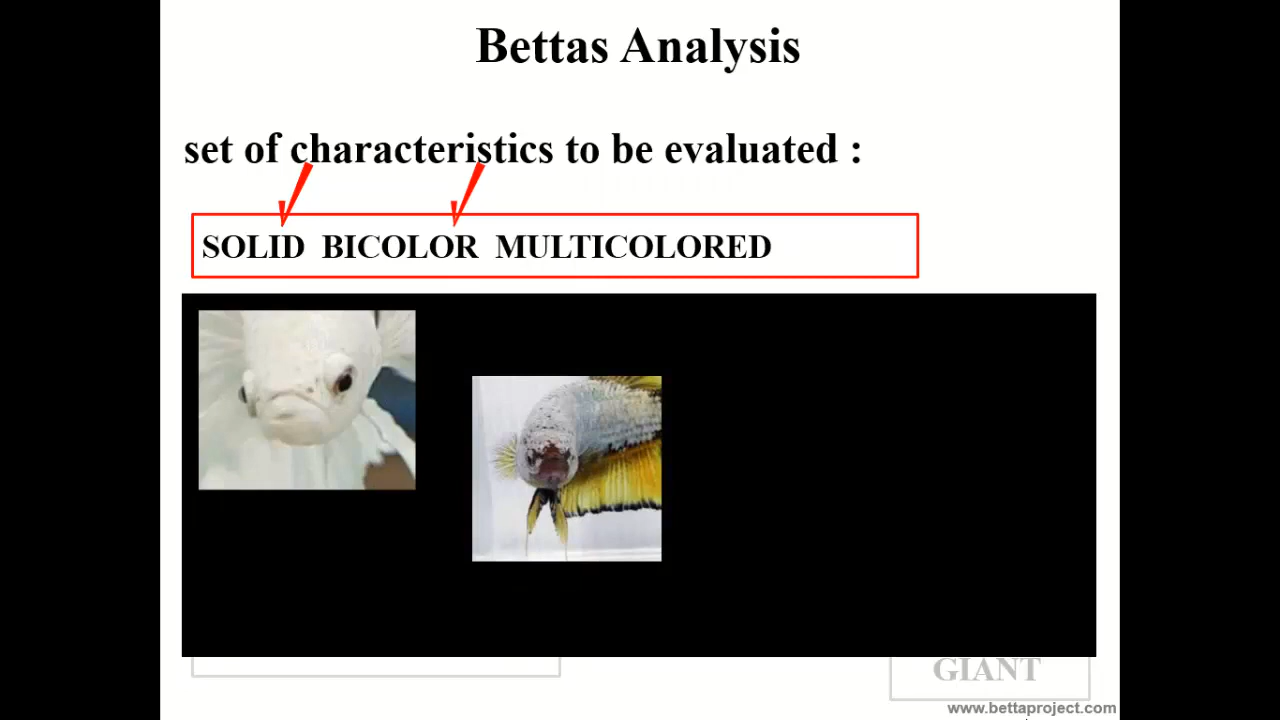 Bettas Analysis
set of characteristics to be evaluated :
SOLID BICOLOR MULTICOLORED
GIANT
www.bettaproject.com